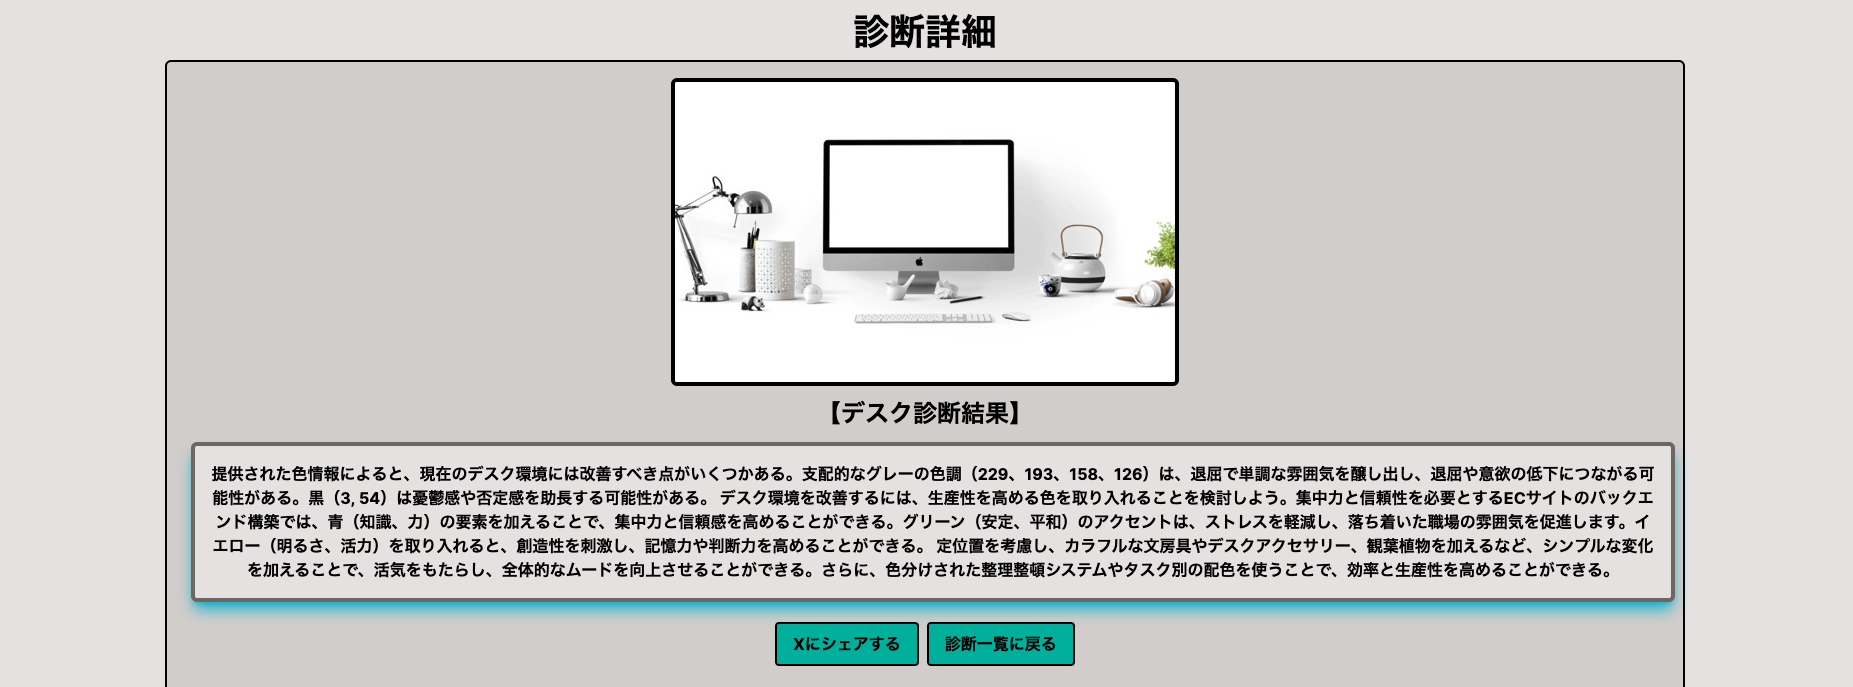 診断詳細
【デスク診断結果】
提供された色情報によると、現在のデスク環境には改善すべき点がいくつかある。支配的なグレーの色調（229、193、158、126）は、退屈で単調な雰囲気を醸し出し、退屈や意欲の低下につながる可
能性がある。黒（3, 54）は憂鬱感や否定感を助長する可能性がある。 デスク環境を改善するには、生産性を高める色を取り入れることを検討しよう。集中力と信頼性を必要とするECサイトのバックエ
ンド構築では、青（知識、力）の要素を加えることで、集中力と信頼感を高めることができる。グリーン（安定、平和）のアクセントは、ストレスを軽減し、落ち着いた職場の雰囲気を促進します。イ
エロー（明るさ、活力）を取り入れると、創造性を刺激し、記憶力や判断力を高めることができる。 定位置を考慮し、カラフルな文房具やデスクアクセサリー、観葉植物を加えるなど、シンプルな変化
を加えることで、活気をもたらし、全体的なムードを向上させることができる。さらに、色分けされた整理整頓システムやタスク別の配色を使うことで、効率と生産性を高めることができる。
Xにシェアする
診断一覧に戻る